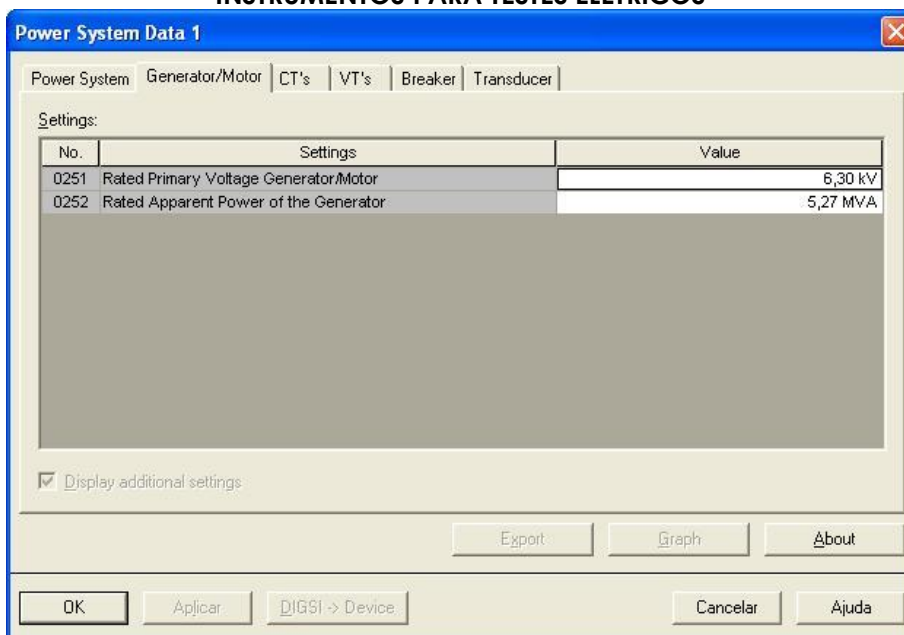 INSTRUMENTOS PARA TESTES ELÉTRICOS
Power System Data 1
Power System Generator/Motor CT's VT's Breaker Transducer
Settings:
No. Settings Value
0251 Rated Primary Voltage Generator/Motor 6,30 kV
0252 Rated Apparent Power of the Generator 5,27 MVA
Display additional settings
Export Graph About
OK Aplicar DIGSI -> Device Cancelar Ajuda